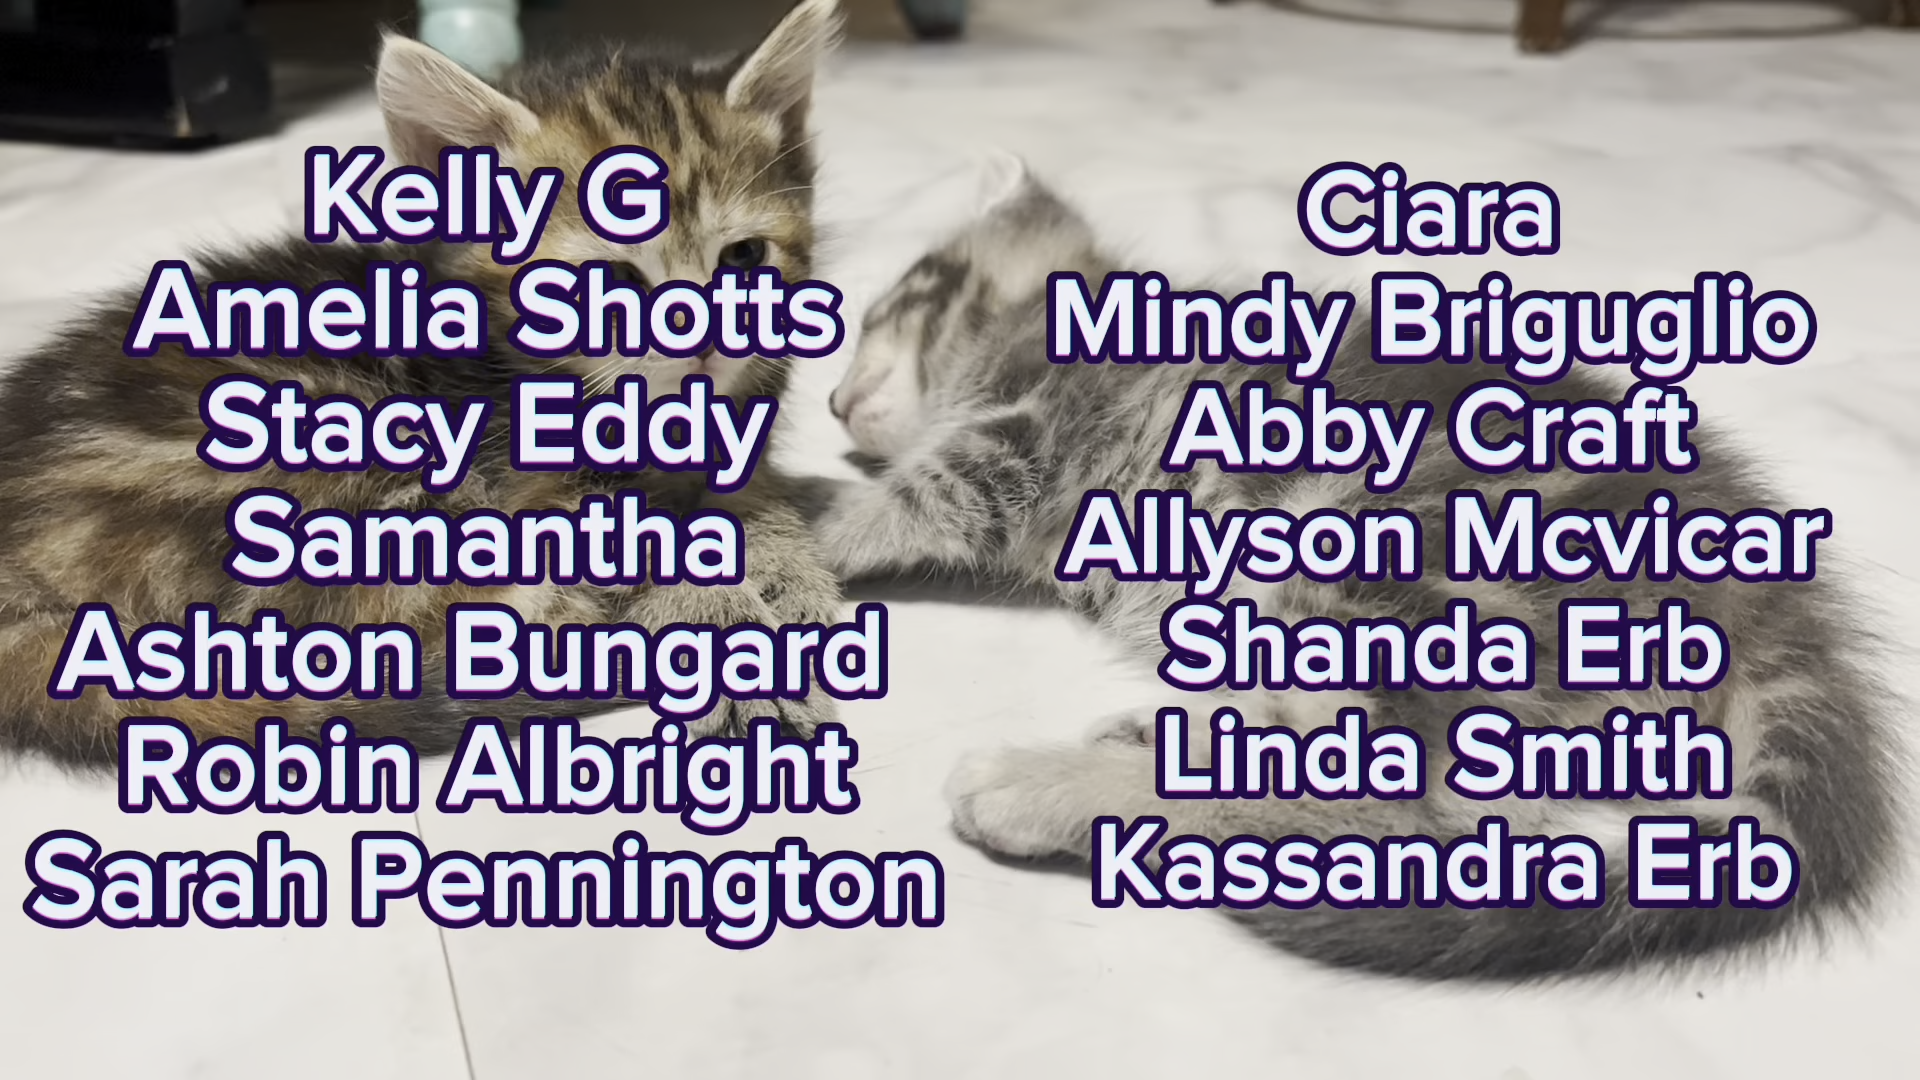 Kelly G
Amelia Shotts
Stacy Eddy
Samantha
Ashton Bungard
Robin Albright
Sarah Pennington
Ciara
Mindy Briguglio
Abby Craft
Allyson Mcvicar
Shanda Erb
Linda Smith
Kassandra Erb